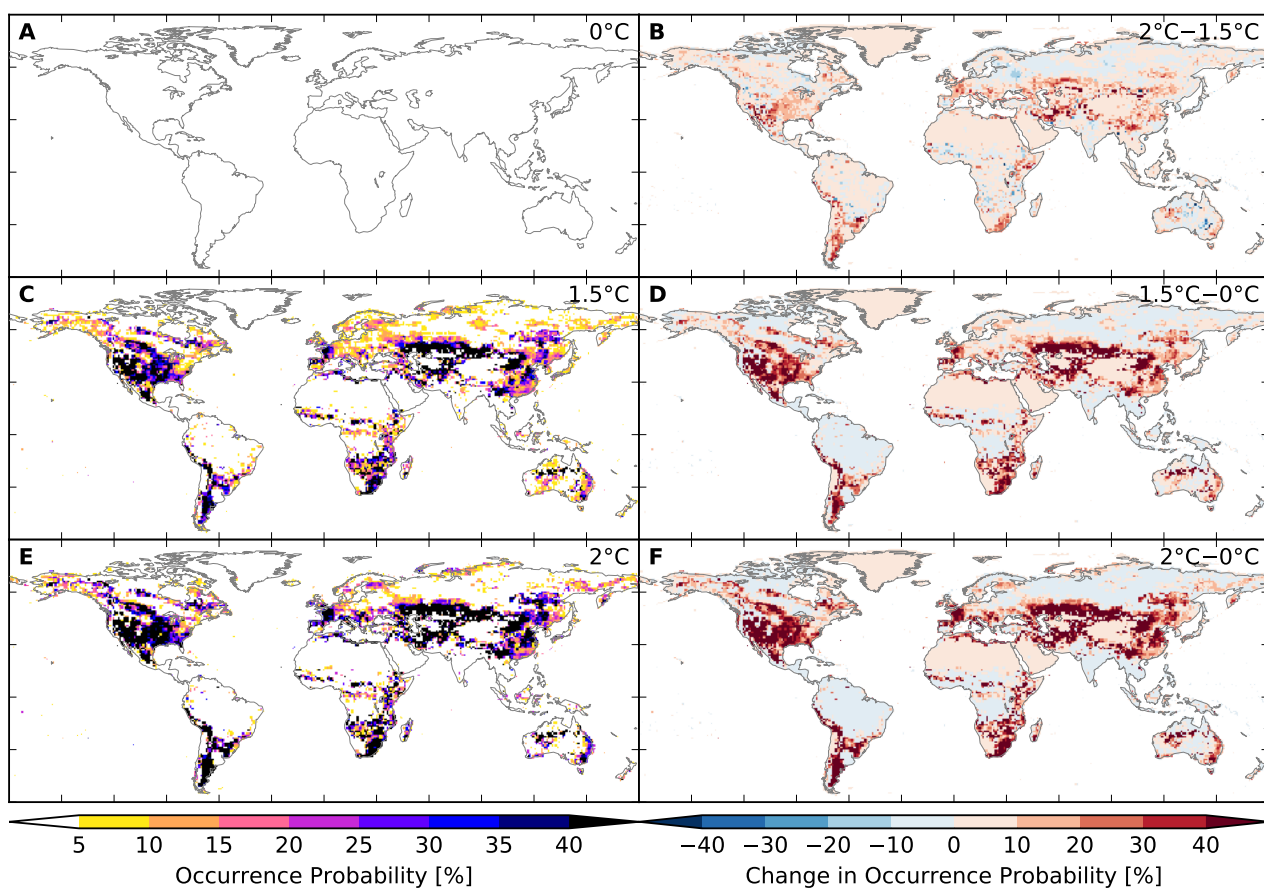 A 0°C
B 2°C−1.5°C
C 1.5°C
D 1.5°C−0°C
E 2°C
F 2°C−0°C
5 10 15 20 25 30 35 40
Occurrence Probability [%]
−40 −30 −20 −10 0 10 20 30 40
Change in Occurrence Probability [%]